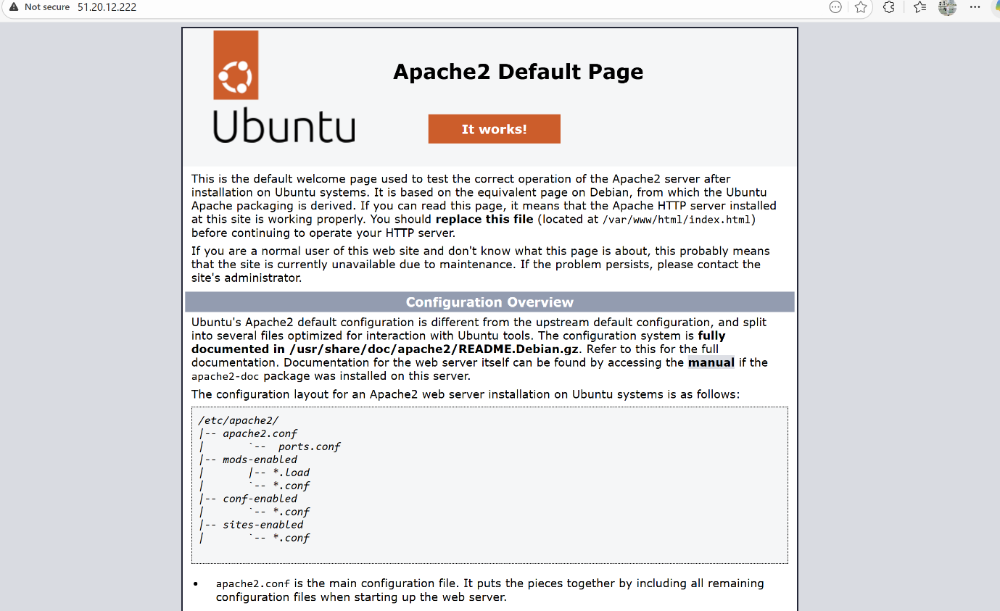 Not secure 51.20.12.222
Apache2 Default Page
Ubuntu
It works!
This is the default welcome page used to test the correct operation of the Apache2 server after
installation on Ubuntu systems. It is based on the equivalent page on Debian, from which the Ubuntu
Apache packaging is derived. If you can read this page, it means that the Apache HTTP server installed
at this site is working properly. You should replace this file (located at /var/www/html/index.html)
before continuing to operate your HTTP server.
If you are a normal user of this web site and don't know what this page is about, this probably means
that the site is currently unavailable due to maintenance. If the problem persists, please contact the
site's administrator.
Configuration Overview
Ubuntu's Apache2 default configuration is different from the upstream default configuration, and split
into several files optimized for interaction with Ubuntu tools. The configuration system is fully
documented in /usr/share/doc/apache2/README.Debian.gz. Refer to this for the full
documentation. Documentation for the web server itself can be found by accessing the manual if the
apache2-doc package was installed on this server.
The configuration layout for an Apache2 web server installation on Ubuntu systems is as follows:
/etc/apache2/
|-- apache2.conf
|       `--  ports.conf
|-- mods-enabled
|       |-- *.load
|       `-- *.conf
|-- conf-enabled
|       `-- *.conf
|-- sites-enabled
|       `-- *.conf
• apache2.conf is the main configuration file. It puts the pieces together by including all remaining
configuration files when starting up the web server.